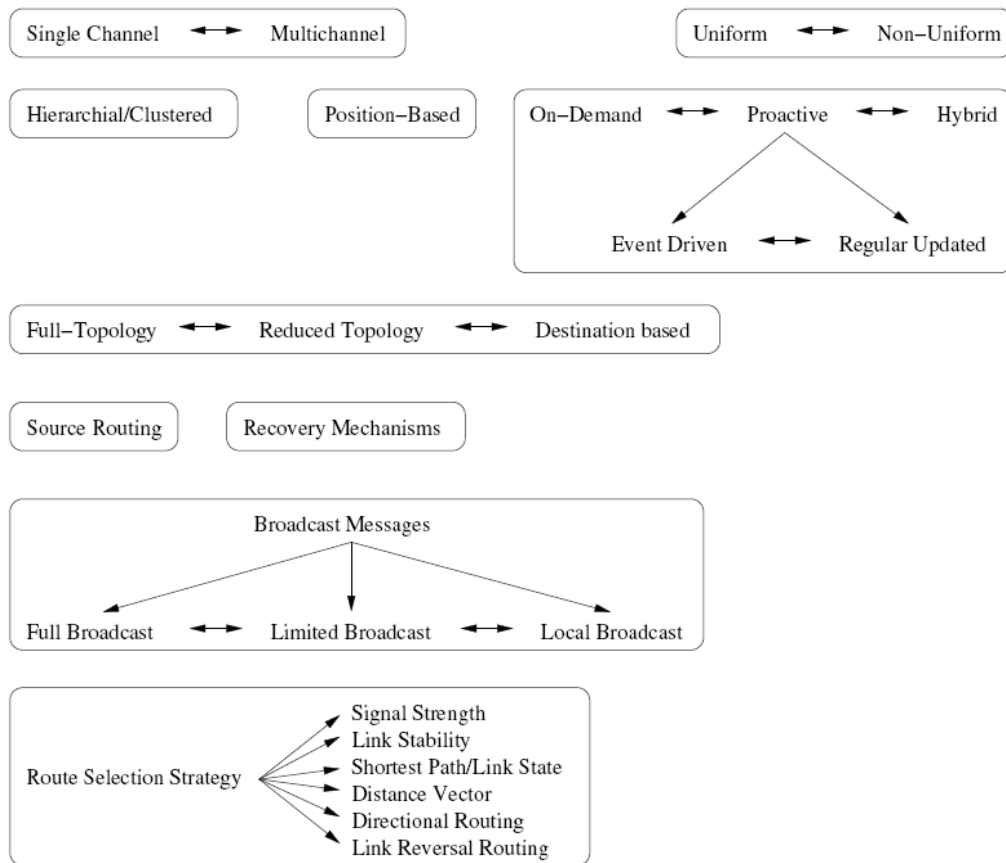 Single Channel Multichannel Uniform Non-Uniform
Hierarchial/Clustered Position-Based On-Demand Proactive Hybrid
Event Driven Regular Updated
Full-Topology Reduced Topology Destination based
Source Routing Recovery Mechanisms
Broadcast Messages
Full Broadcast Limited Broadcast Local Broadcast
Signal Strength
Link Stability
Shortest Path/Link State
Route Selection Strategy
Distance Vector
Directional Routing
Link Reversal Routing